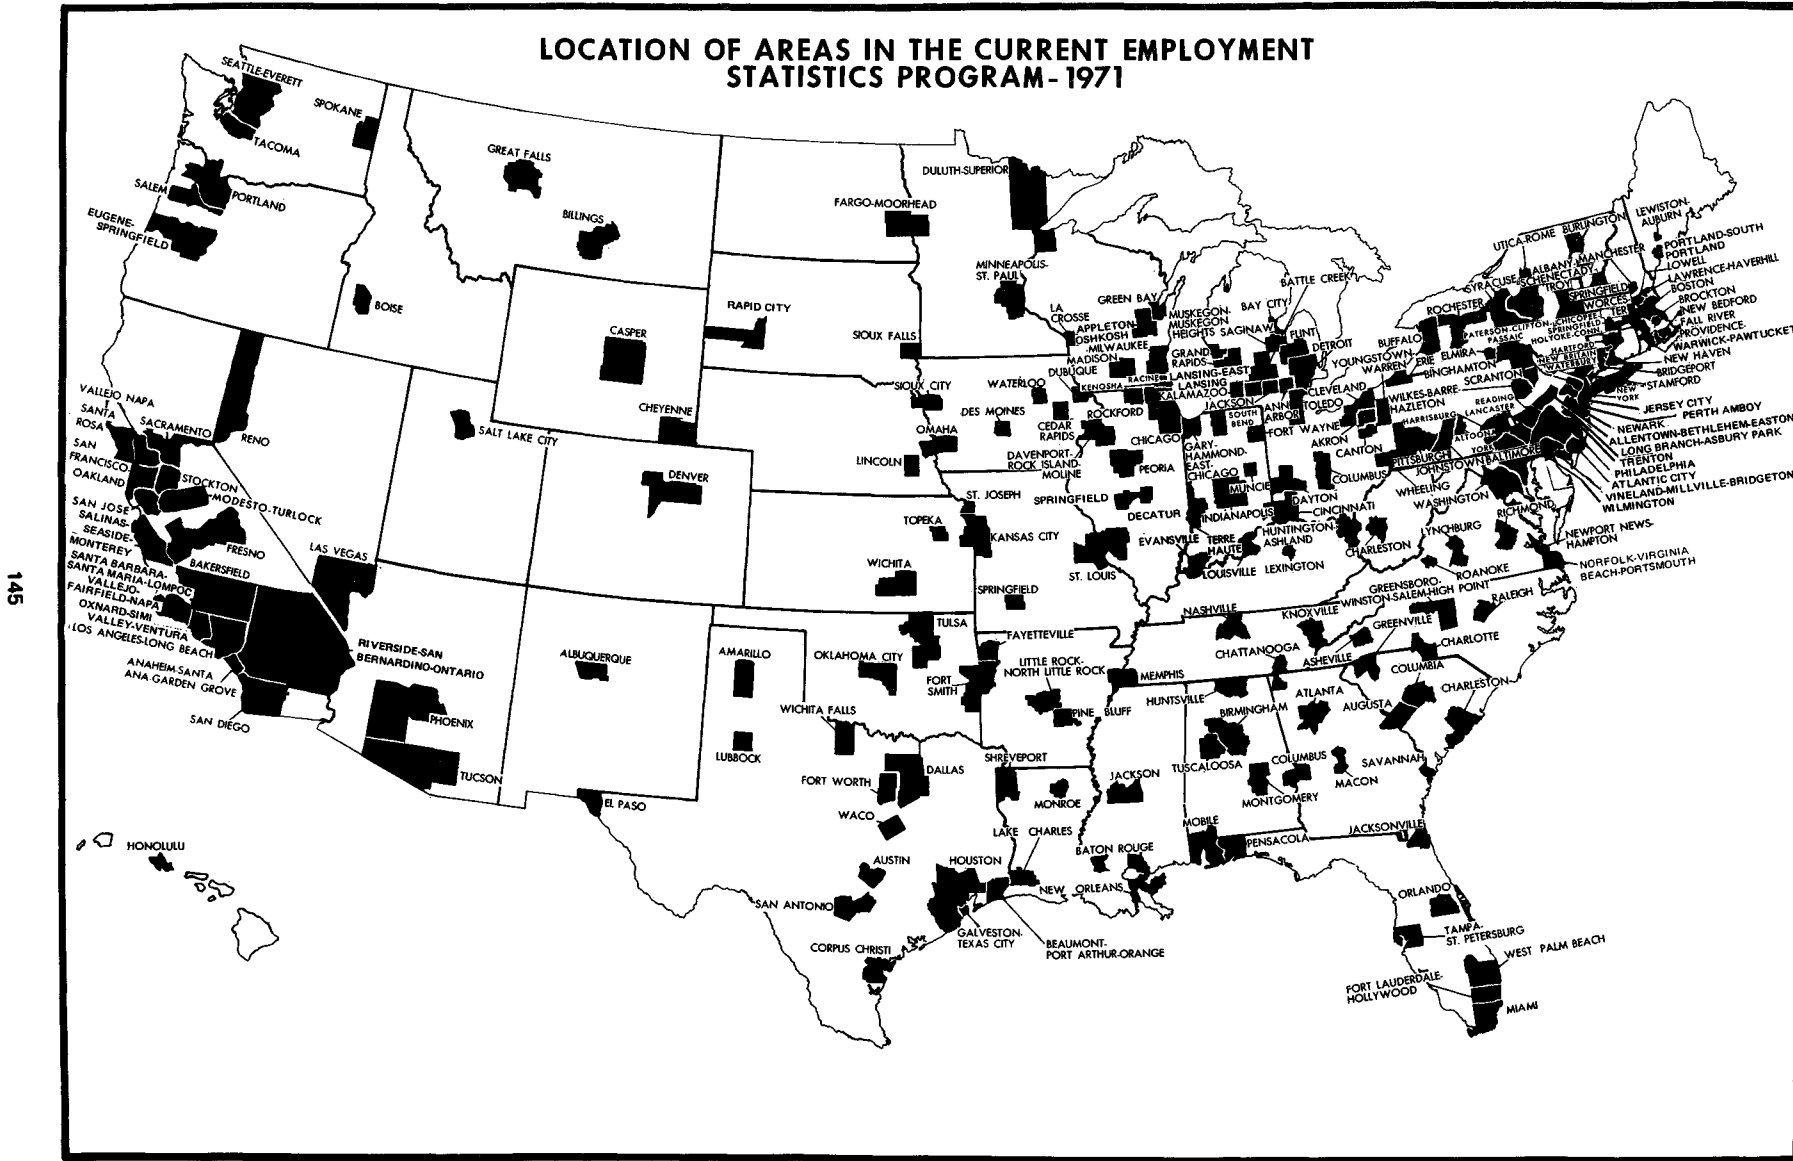 LOCATION OF AREAS IN THE CURRENT EMPLOYMENT
STATISTICS PROGRAM-1971
SEATTLE-EVERETT
SPOKANE
TACOMA
SALEM
PORTLAND
EUGENE-
SPRINGFIELD
GREAT FALLS
BILLINGS
BOISE
CASPER
CHEYENNE
RAPID CITY
FARGO-MOORHEAD
SIOUX FALLS
DULUTH-SUPERIOR
MINNEAPOLIS-
ST. PAUL
VALLEJO NAPA
SANTA
ROSA
SACRAMENTO
SAN
FRANCISCO-
OAKLAND
RENO
STOCKTON
MODESTO-TURLOCK
SAN JOSE
SALINAS-
SEASIDE-
MONTEREY
FRESNO
LAS VEGAS
BAKERSFIELD
SANTA BARBARA-
SANTA MARIA-LOMPOC
VALLEJO-
FAIRFIELD-NAPA
OXNARD-SIMI
VALLEY-VENTURA
LOS ANGELES-LONG BEACH
ANAHEIM-SANTA
ANA-GARDEN GROVE
SAN DIEGO
RIVERSIDE-SAN
BERNARDINO-ONTARIO
PHOENIX
TUCSON
SALT LAKE CITY
DENVER
ALBUQUERQUE
EL PASO
AMARILLO
LUBBOCK
WICHITA FALLS
FORT WORTH
DALLAS
WACO
AUSTIN
SAN ANTONIO
HOUSTON
CORPUS CHRISTI
GALVESTON-
TEXAS CITY
BEAUMONT-
PORT ARTHUR-ORANGE
HONOLULU
OKLAHOMA CITY
TULSA
WICHITA
TOPEKA
KANSAS CITY
ST. JOSEPH
SPRINGFIELD
ST. LOUIS
LINCOLN
OMAHA
SIOUX CITY
DES MOINES
WATERLOO
CEDAR
RAPIDS
DUBUQUE
DAVENPORT-
ROCK ISLAND-
MOLINE
LA
CROSSE
GREEN BAY
APPLETON
OSHKOSH
MILWAUKEE
MADISON
KENOSHA
RACINE
ROCKFORD
CHICAGO
PEORIA
SPRINGFIELD
DECATUR
MUSKEGON-
MUSKEGON
HEIGHTS
BAY CITY
SAGINAW
BATTLE CREEK
FLINT
DETROIT
GRAND
RAPIDS
LANSING-EAST
LANSING
KALAMAZOO
JACKSON
ANN
ARBOR
TOLEDO
SOUTH
BEND
FORT WAYNE
GARY-
HAMMOND-
EAST-
CHICAGO
MUNCIE
INDIANAPOLIS
TERRE
HAUTE
EVANSVILLE
LOUISVILLE
LEXINGTON
CLEVELAND
YOUNGSTOWN
WARREN
AKRON
CANTON
COLUMBUS
DAYTON
CINCINNATI
HUNTINGTON-
ASHLAND
CHARLESTON
WHEELING
PITTSBURGH
JOHNSTOWN
ALTOONA
ERIE
BUFFALO
ROCHESTER
SYRACUSE
UTICA-ROME
BURLINGTON
LEWISTON-
AUBURN
PORTLAND-SOUTH
PORTLAND
MANCHESTER
ALBANY-
SCHENECTADY-
TROY
LOWELL
LAWRENCE-HAVERHILL
BOSTON
BROCKTON
NEW BEDFORD
FALL RIVER
PROVIDENCE-
WARWICK-PAWTUCKET
SPRINGFIELD
WORCES
TER
SPRINGFIELD-
CHICOPEE
HOLYOKE-CONN.
HARTFORD
NEW BRITAIN
WATERBURY
NEW HAVEN
BRIDGEPORT
STAMFORD
NEW
YORK
ELMIRA
BINGHAMTON
SCRANTON
PATERSON-CLIFTON-
PASSAIC
WILKES-BARRE-
HAZLETON
HARRISBURG
LANCASTER
READING
YORK
BALTIMORE
WASHINGTON
JERSEY CITY
PERTH AMBOY
NEWARK
ALLENTOWN-BETHLEHEM-EASTON
LONG BRANCH-ASBURY PARK
TRENTON
PHILADELPHIA
ATLANTIC CITY
VINELAND-MILLVILLE-BRIDGETON
WILMINGTON
RICHMOND
LYNCHBURG
ROANOKE
NEWPORT NEWS-
HAMPTON
NORFOLK-VIRGINIA
BEACH-PORTSMOUTH
GREENSBORO-
WINSTON-SALEM-HIGH POINT
RALEIGH
CHARLOTTE
ASHEVILLE
GREENVILLE
COLUMBIA
CHARLESTON
NASHVILLE
KNOXVILLE
CHATTANOOGA
MEMPHIS
HUNTSVILLE
BIRMINGHAM
TUSCALOOSA
MONTGOMERY
MOBILE
ATLANTA
AUGUSTA
COLUMBUS
MACON
SAVANNAH
PENSACOLA
JACKSONVILLE
ORLANDO
TAMPA-
ST. PETERSBURG
WEST PALM BEACH
FORT LAUDERDALE-
HOLLYWOOD
MIAMI
FAYETTEVILLE
FORT
SMITH
LITTLE ROCK-
NORTH LITTLE ROCK
PINE BLUFF
SHREVEPORT
MONROE
JACKSON
LAKE CHARLES
BATON ROUGE
NEW ORLEANS
145